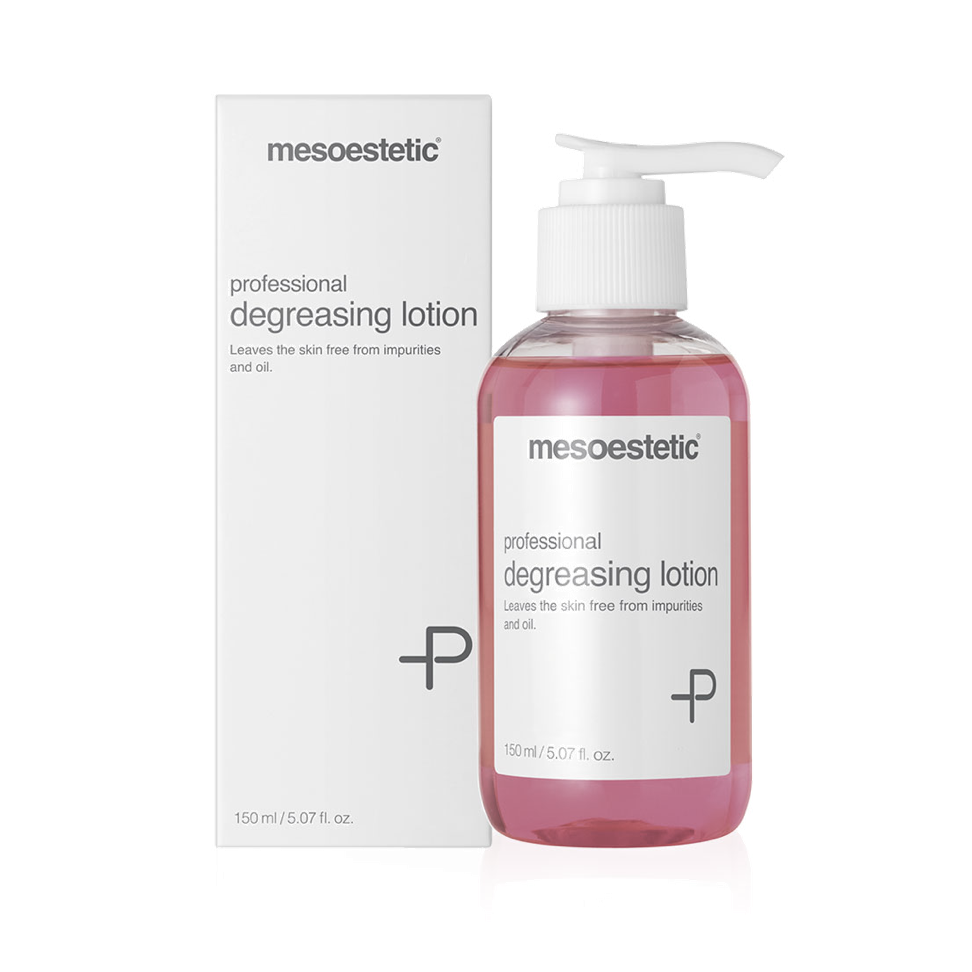 mesoestetic®
professional
degreasing lotion
Leaves the skin free from impurities
and oil.
P
150 ml / 5.07 fl. oz.
mesoestetic®
professional
degreasing lotion
Leaves the skin free from impurities
and oil.
P
150 ml / 5.07 fl. oz.